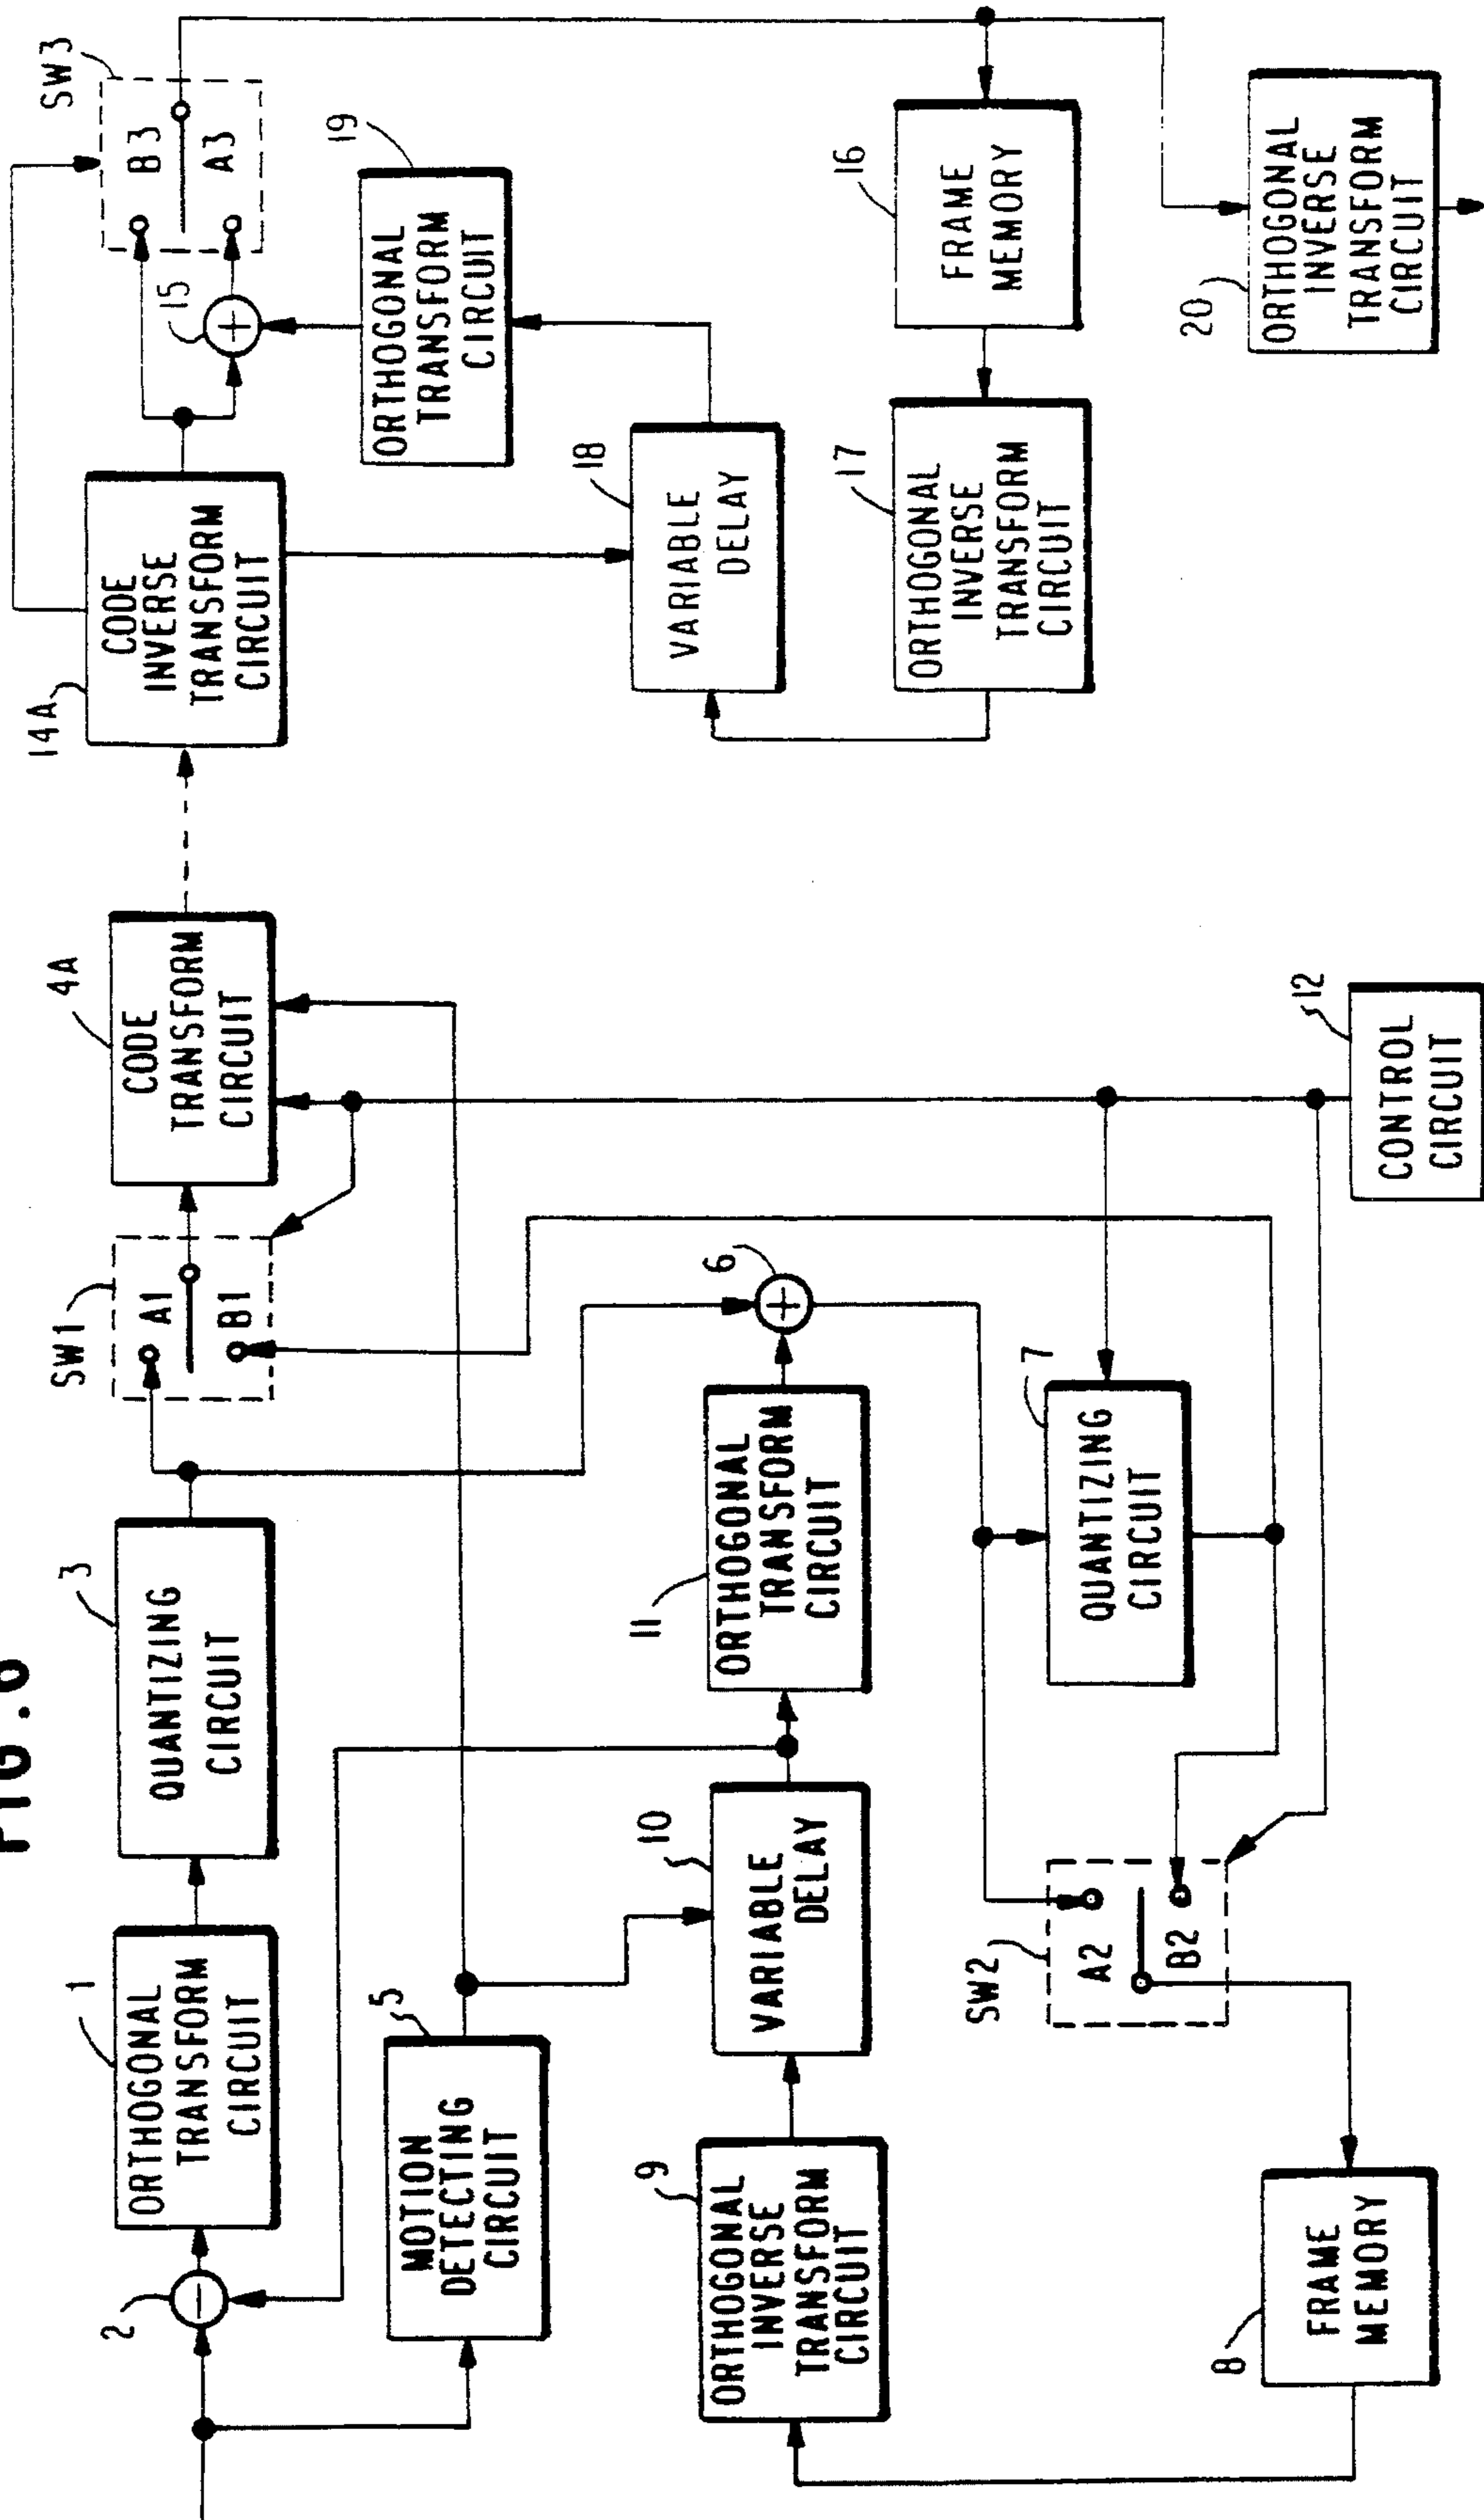 FIG. 6
2
1
ORTHOGONAL
TRANSFORM
CIRCUIT
3
QUANTIZING
CIRCUIT
SW1
A1
B1
4A
CODE
TRANSFORM
CIRCUIT
14A
CODE
INVERSE
TRANSFORM
CIRCUIT
15
SW3
B3
A3
5
MOTION
DETECTING
CIRCUIT
19
ORTHOGONAL
TRANSFORM
CIRCUIT
9
ORTHOGONAL
INVERSE
TRANSFORM
CIRCUIT
10
VARIABLE
DELAY
11
ORTHOGONAL
TRANSFORM
CIRCUIT
6
18
VARIABLE
DELAY
16
FRAME
MEMORY
17
ORTHOGONAL
INVERSE
TRANSFORM
CIRCUIT
SW2
A2
B2
7
QUANTIZING
CIRCUIT
8
FRAME
MEMORY
12
CONTROL
CIRCUIT
20
ORTHOGONAL
INVERSE
TRANSFORM
CIRCUIT